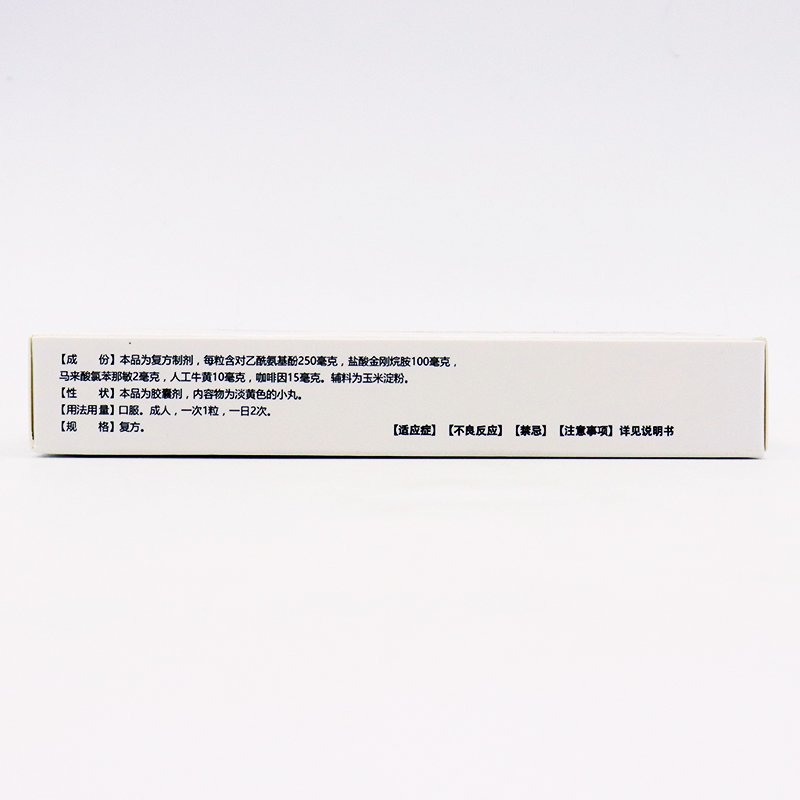 【成　份】本品为复方制剂，每粒含对乙酰氨基酚250毫克，盐酸金刚烷胺100毫克，
马来酸氯苯那敏2毫克，人工牛黄10毫克，咖啡因15毫克。辅料为玉米淀粉。
【性　状】本品为胶囊剂，内容物为淡黄色的小丸。
【用法用量】口服。成人，一次1粒，一日2次。
【规　格】复方。
【适应症】【不良反应】【禁忌】【注意事项】详见说明书